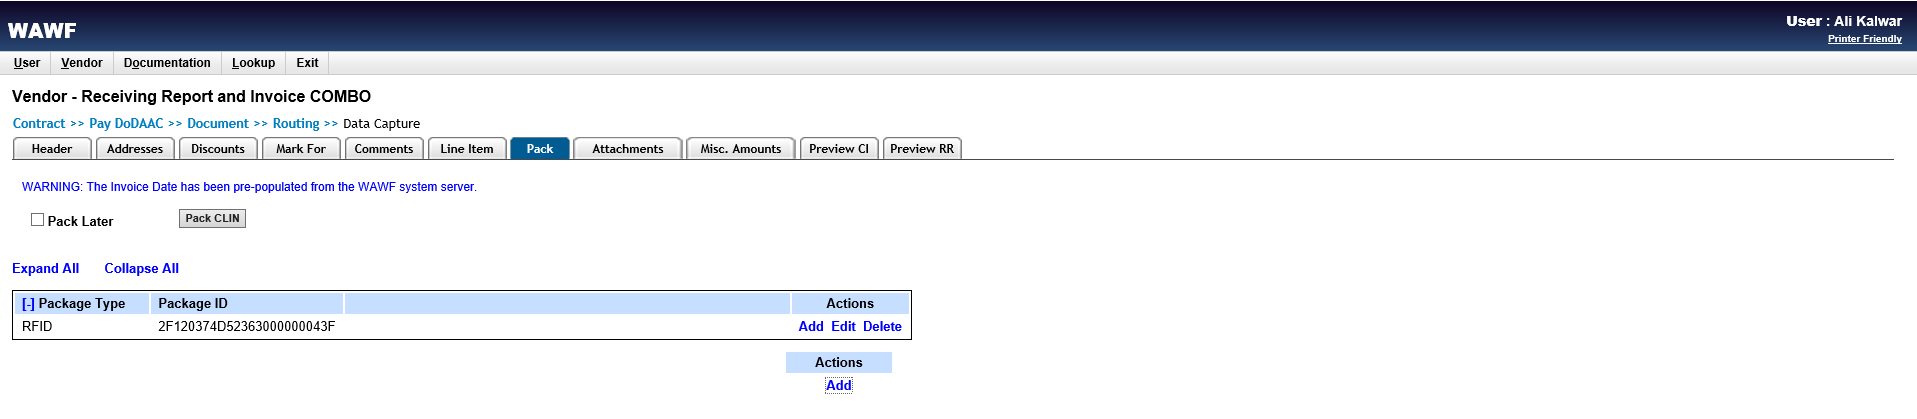 WAWF
User : Ali Kalwar
Printer Friendly
User Vendor Documentation Lookup Exit
Vendor - Receiving Report and Invoice COMBO
Contract >> Pay DoDAAC >> Document >> Routing >> Data Capture
Header Addresses Discounts Mark For Comments Line Item Pack Attachments Misc. Amounts Preview CI Preview RR
WARNING: The Invoice Date has been pre-populated from the WAWF system server.
Pack Later Pack CLIN
Expand All Collapse All
[-] Package Type Package ID Actions
RFID 2F120374D52363000000043F Add Edit Delete
Actions
Add